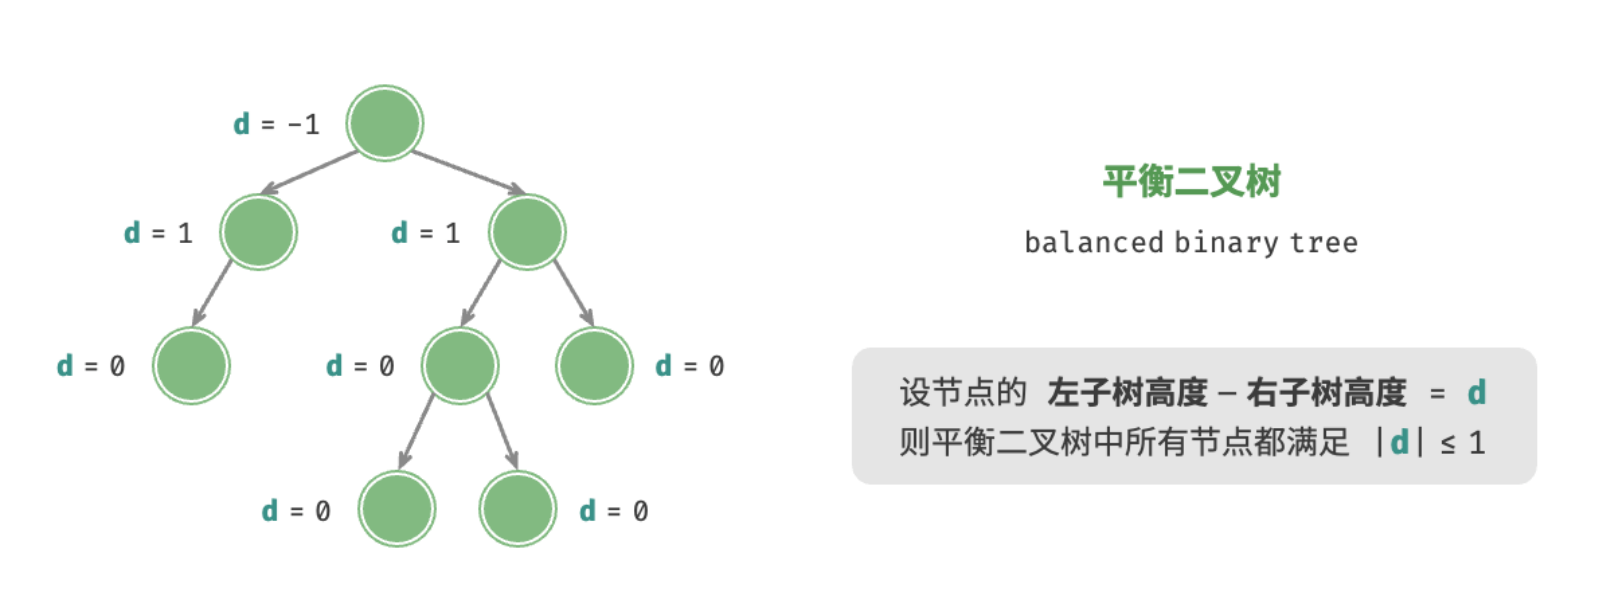 d = −1
d = 1
d = 1
d = 0
d = 0
d = 0
d = 0
d = 0
平衡二叉树
balanced binary tree
设节点的 左子树高度 − 右子树高度 = d
则平衡二叉树中所有节点都满足 |d| ≤ 1